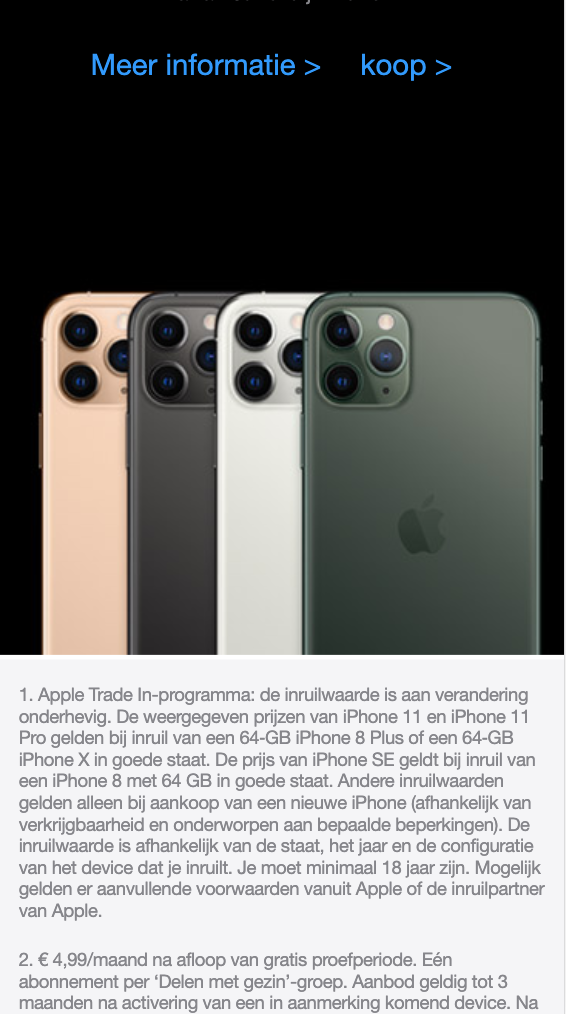 Meer informatie > koop >
1. Apple Trade In-programma: de inruilwaarde is aan verandering
onderhevig. De weergegeven prijzen van iPhone 11 en iPhone 11
Pro gelden bij inruil van een 64-GB iPhone 8 Plus of een 64-GB
iPhone X in goede staat. De prijs van iPhone SE geldt bij inruil van
een iPhone 8 met 64 GB in goede staat. Andere inruilwaarden
gelden alleen bij aankoop van een nieuwe iPhone (afhankelijk van
verkrijgbaarheid en onderworpen aan bepaalde beperkingen). De
inruilwaarde is afhankelijk van de staat, het jaar en de configuratie
van het device dat je inruilt. Je moet minimaal 18 jaar zijn. Mogelijk
gelden er aanvullende voorwaarden vanuit Apple of de inruilpartner
van Apple.
2. € 4,99/maand na afloop van gratis proefperiode. Eén
abonnement per ‘Delen met gezin’-groep. Aanbod geldig tot 3
maanden na activering van een in aanmerking komend device. Na